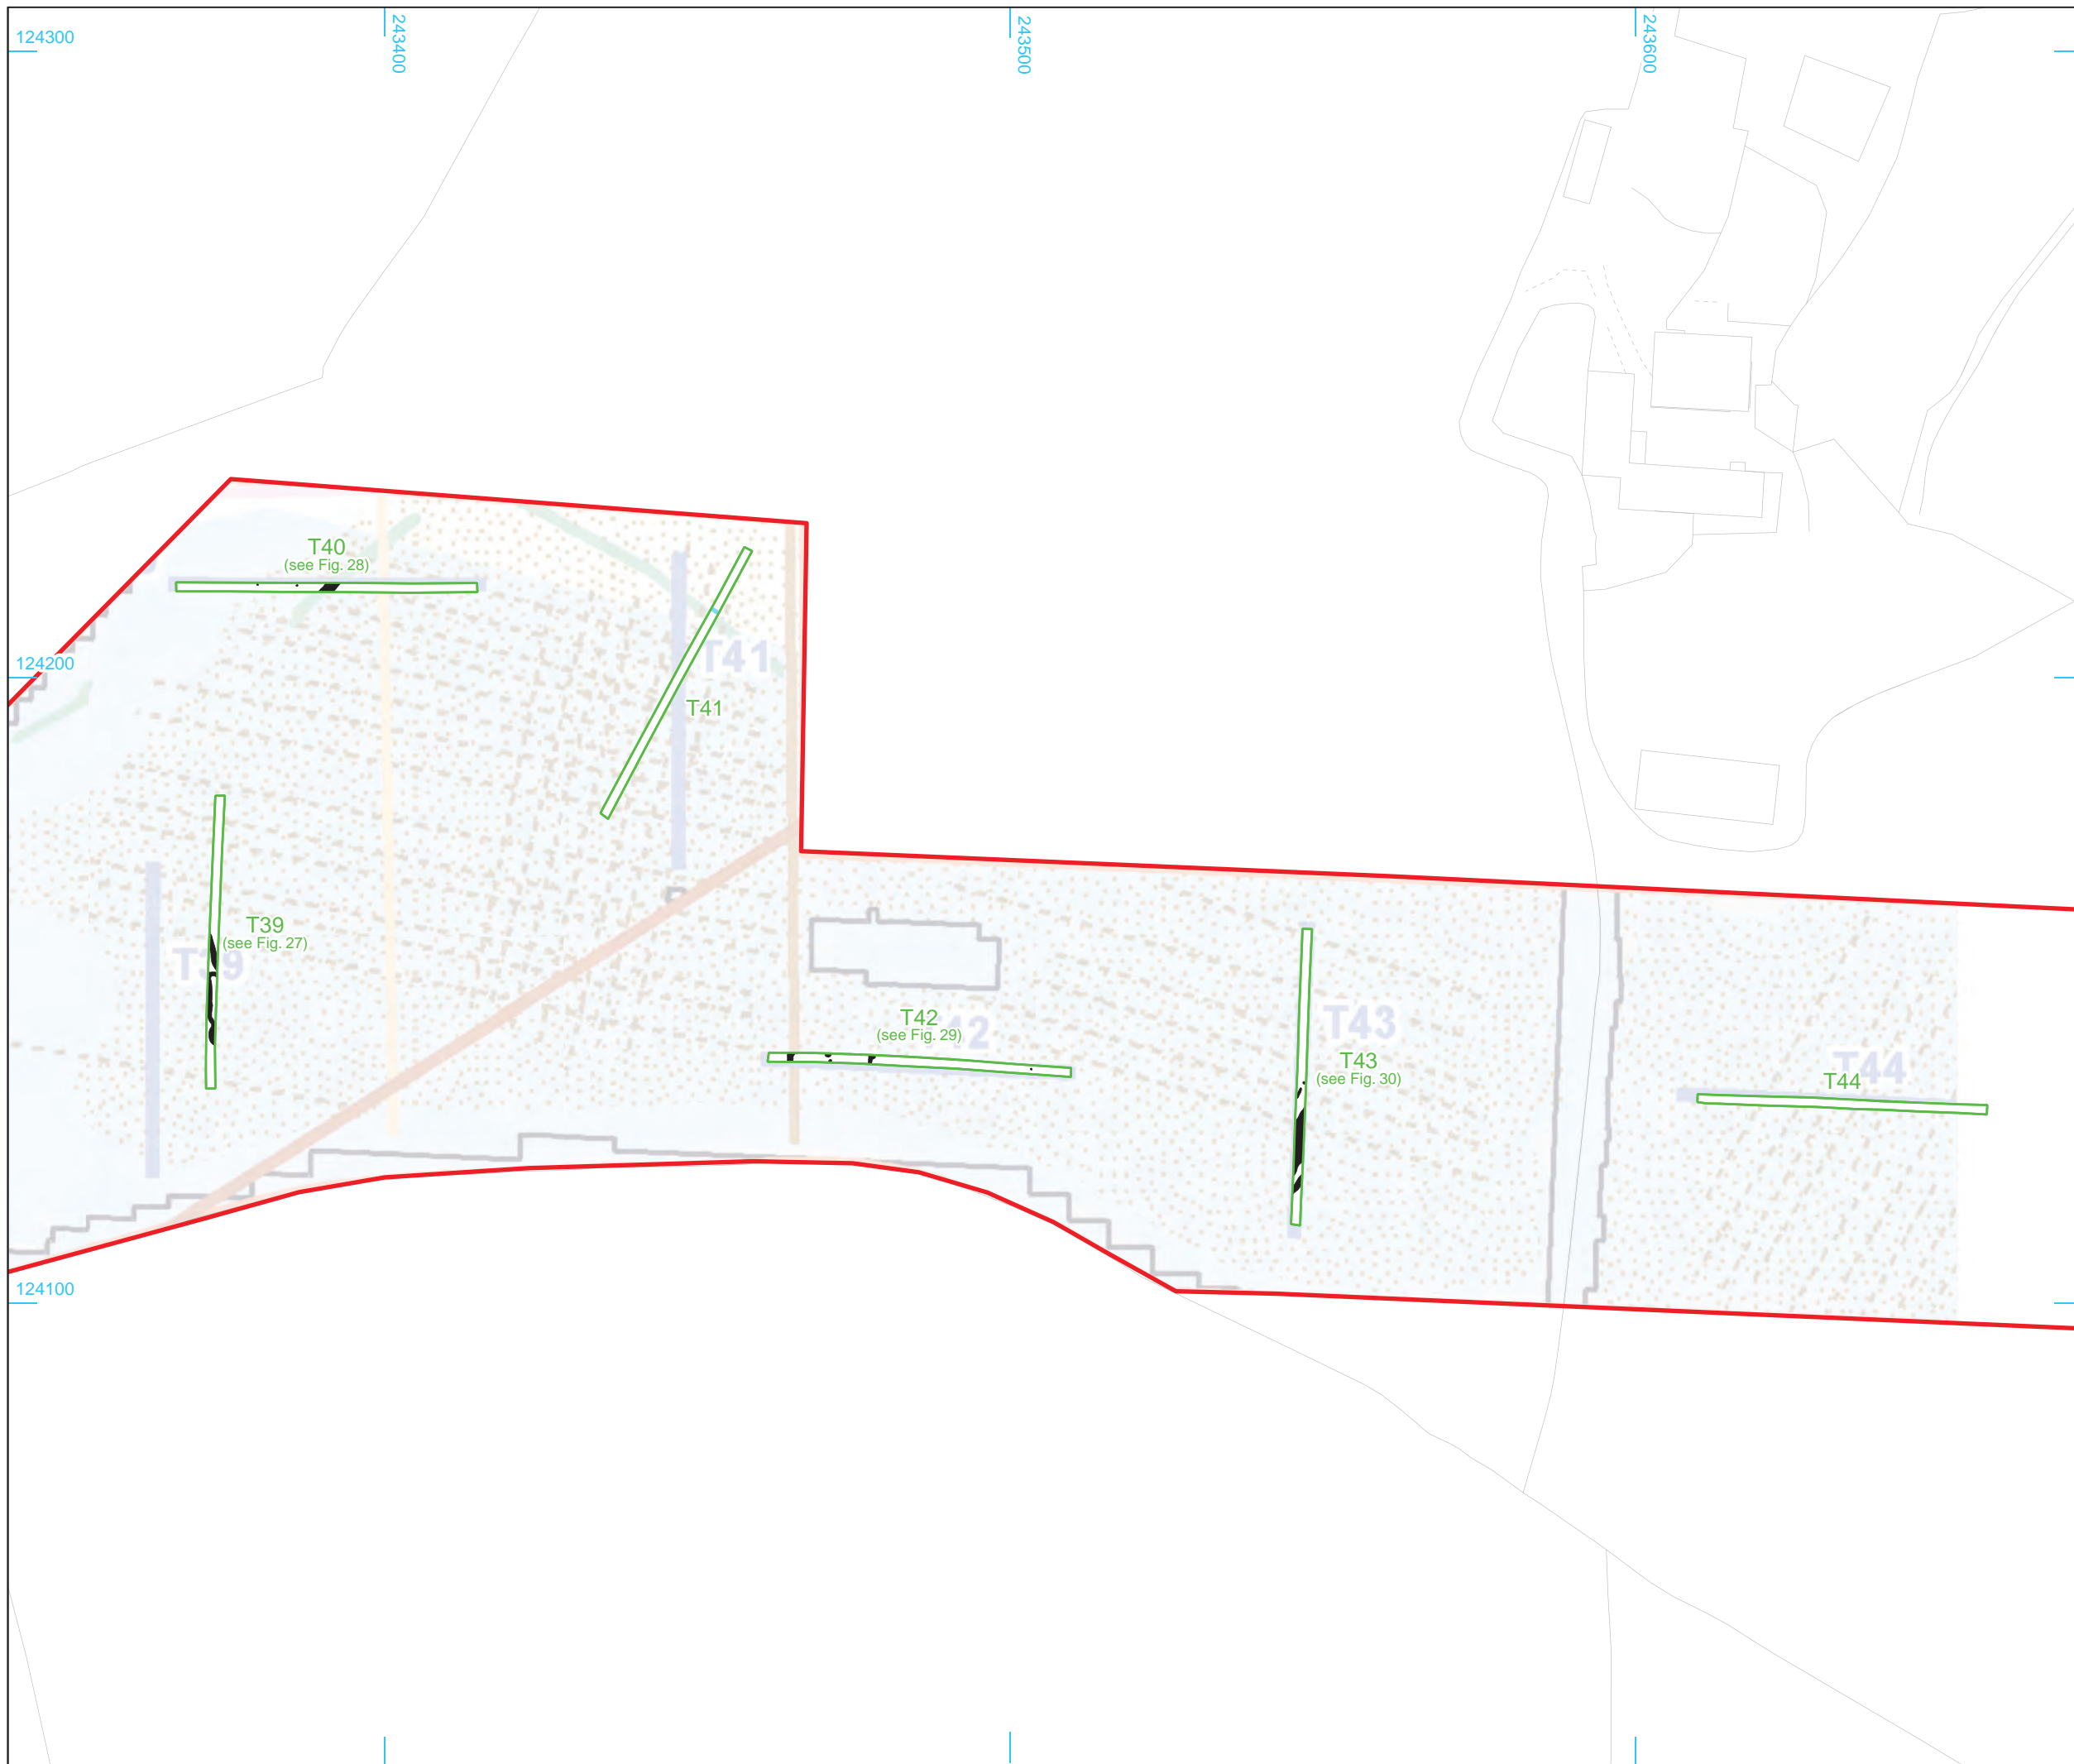 124300
243400
243500
243600
T40
(see Fig. 28)
T41
124200
T41
T39
(see Fig. 27)
T39
T42
(see Fig. 29)
T43
T43
(see Fig. 30)
T44
T44
124100